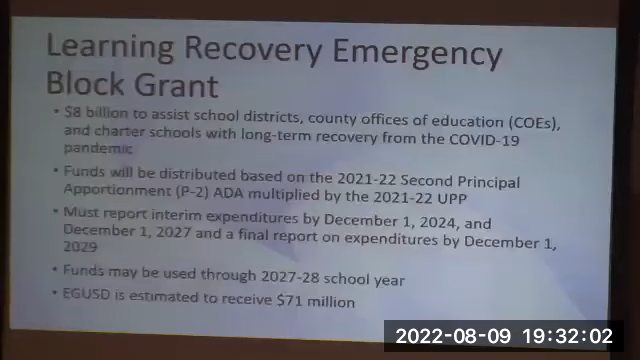 Learning Recovery Emergency
Block Grant
• $8 billion to assist school districts, county offices of education (COEs),
and charter schools with long-term recovery from the COVID-19
pandemic
• Funds will be distributed based on the 2021-22 Second Principal
Apportionment (P-2) ADA multiplied by the 2021-22 UPP
• Must report interim expenditures by December 1, 2024, and
December 1, 2027 and a final report on expenditures by December 1,
2029
• Funds may be used through 2027-28 school year
• EGUSD is estimated to receive $71 million
2022-08-09 19:32:02